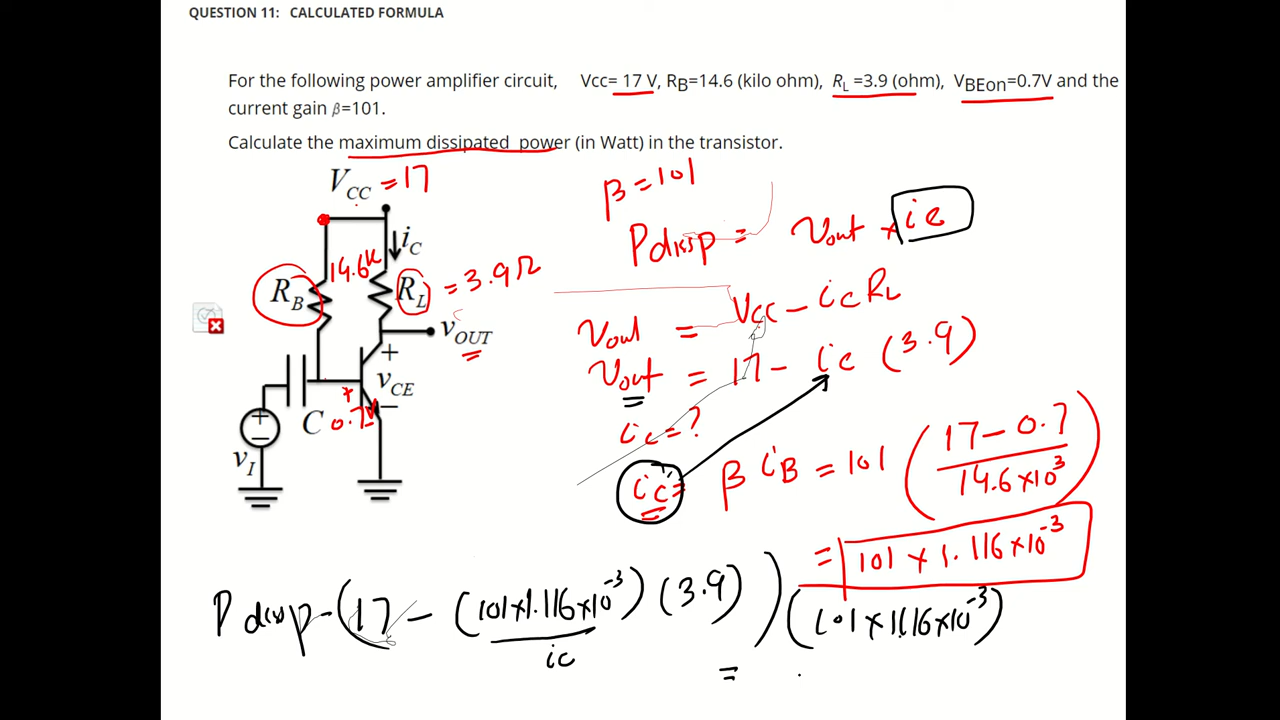 QUESTION 11: CALCULATED FORMULA
For the following power amplifier circuit, Vcc= 17 V, RB=14.6 (kilo ohm), RL =3.9 (ohm), VBEon=0.7V and the
current gain β=101.
Calculate the maximum dissipated power (in Watt) in the transistor.
VCC = 17
β = 101
Pdissp = Vout × ic
iC
14.6k
RB
RL = 3.9Ω
Vout = VCC - iC RL
vOUT
Vout = 17 - ic (3.9)
+
vCE
-
C
+
0.7V
ic = ?
+
-
vI
ic = β iB = 101 (17 - 0.7 / 14.6×10^3)
= 101 × 1.116×10^-3
Pdissp - (17 - (101×1.116×10^-3) (3.9)) (101×1.116×10^-3)
ic
=